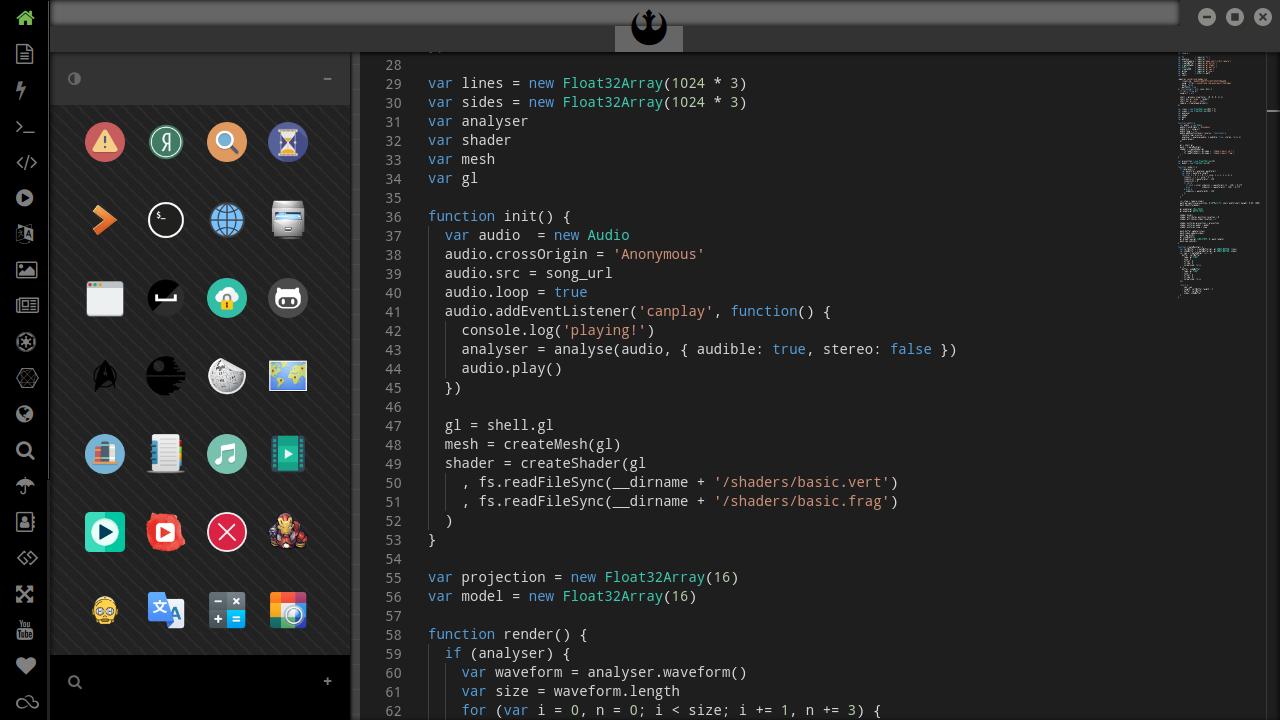 28
29 var lines = new Float32Array(1024 * 3)
30 var sides = new Float32Array(1024 * 3)
31 var analyser
32 var shader
33 var mesh
34 var gl
35
36 function init() {
37   var audio  = new Audio
38   audio.crossOrigin = 'Anonymous'
39   audio.src = song_url
40   audio.loop = true
41   audio.addEventListener('canplay', function() {
42     console.log('playing!')
43     analyser = analyse(audio, { audible: true, stereo: false })
44     audio.play()
45   })
46
47   gl = shell.gl
48   mesh = createMesh(gl)
49   shader = createShader(gl
50     , fs.readFileSync(__dirname + '/shaders/basic.vert')
51     , fs.readFileSync(__dirname + '/shaders/basic.frag')
52   )
53 }
54
55 var projection = new Float32Array(16)
56 var model = new Float32Array(16)
57
58 function render() {
59   if (analyser) {
60     var waveform = analyser.waveform()
61     var size = waveform.length
62     for (var i = 0, n = 0; i < size; i += 1, n += 3) {
Я
$_
文 A
You
Tube